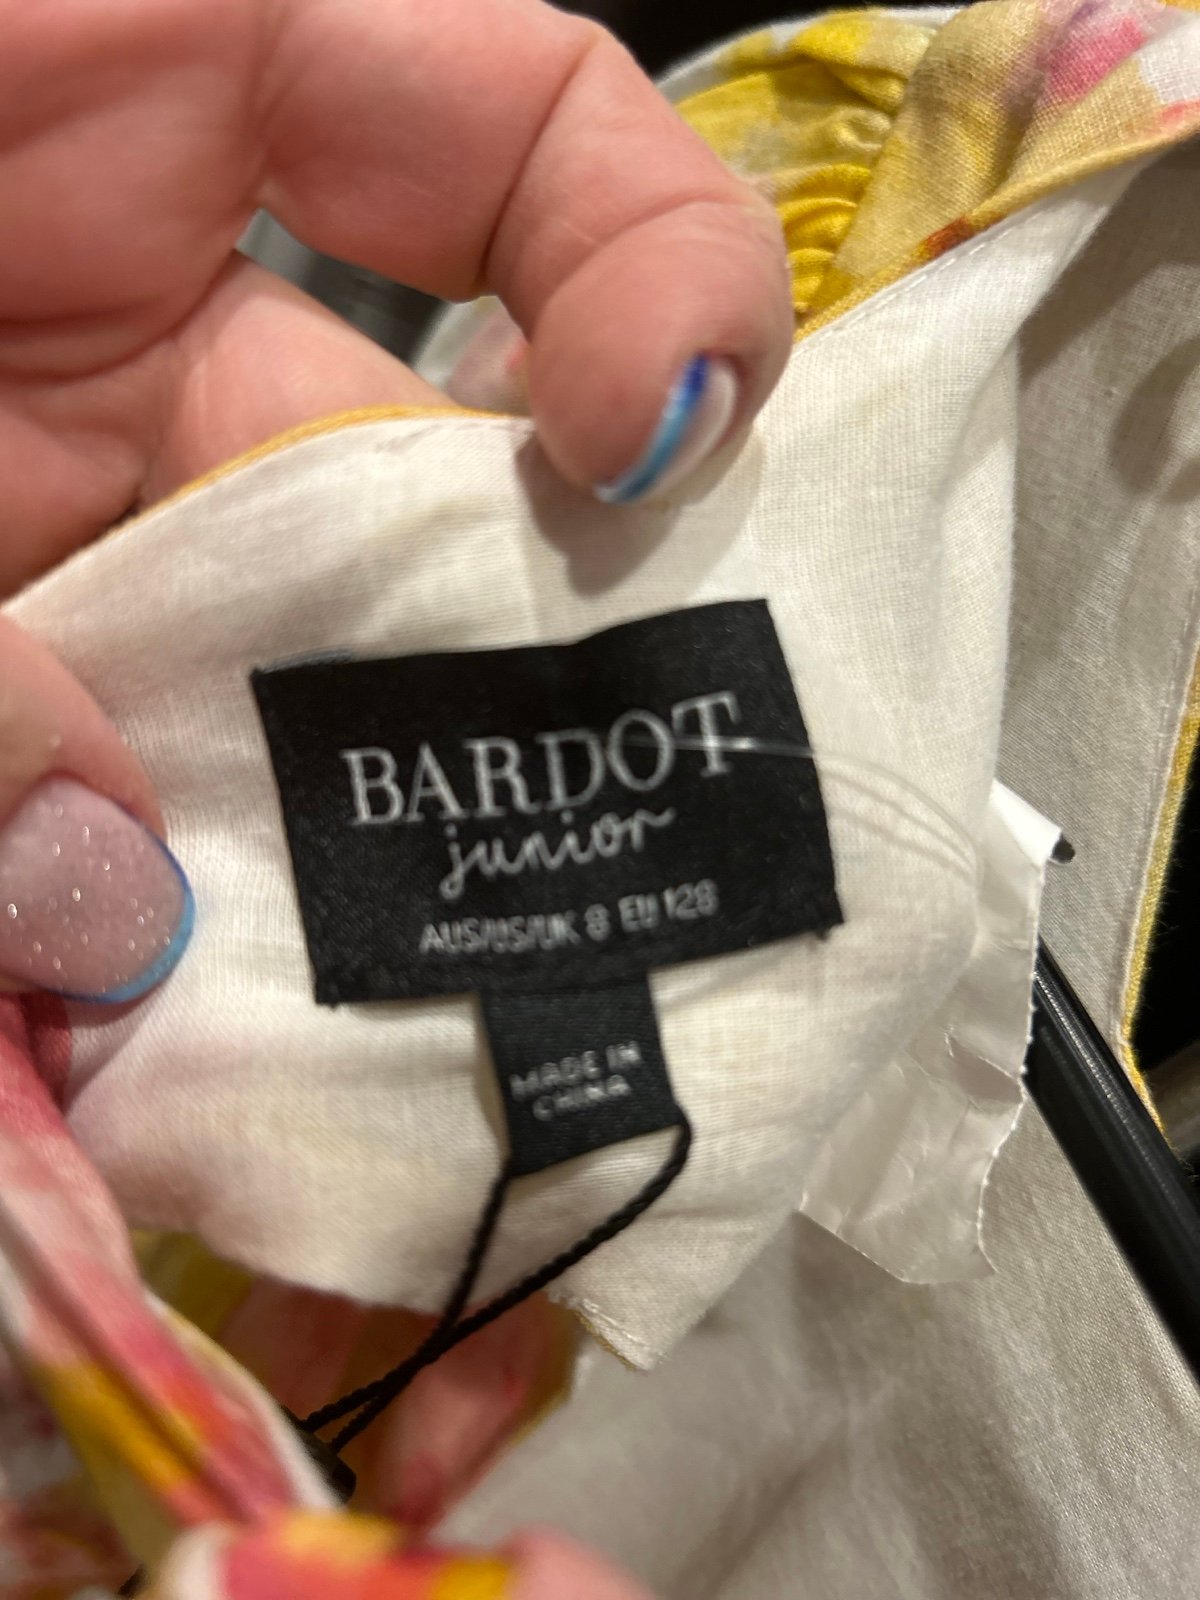 BARDOT
junior
AUS/US/UK 8 EU 128
MADE IN
CHINA